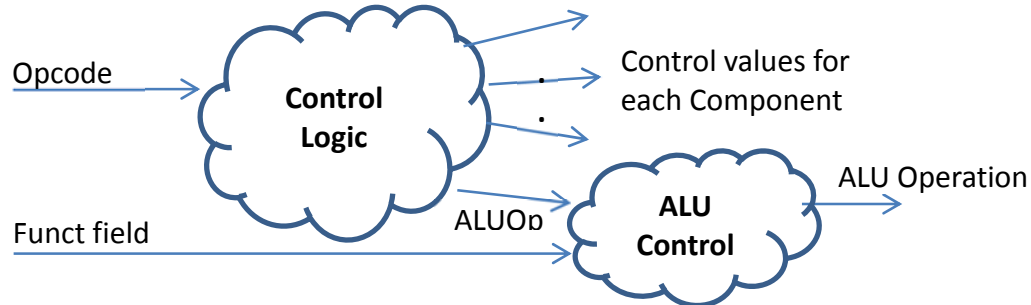 Opcode
Control
Logic
Control values for
each Component
ALUOp
ALU
Control
ALU Operation
Funct field